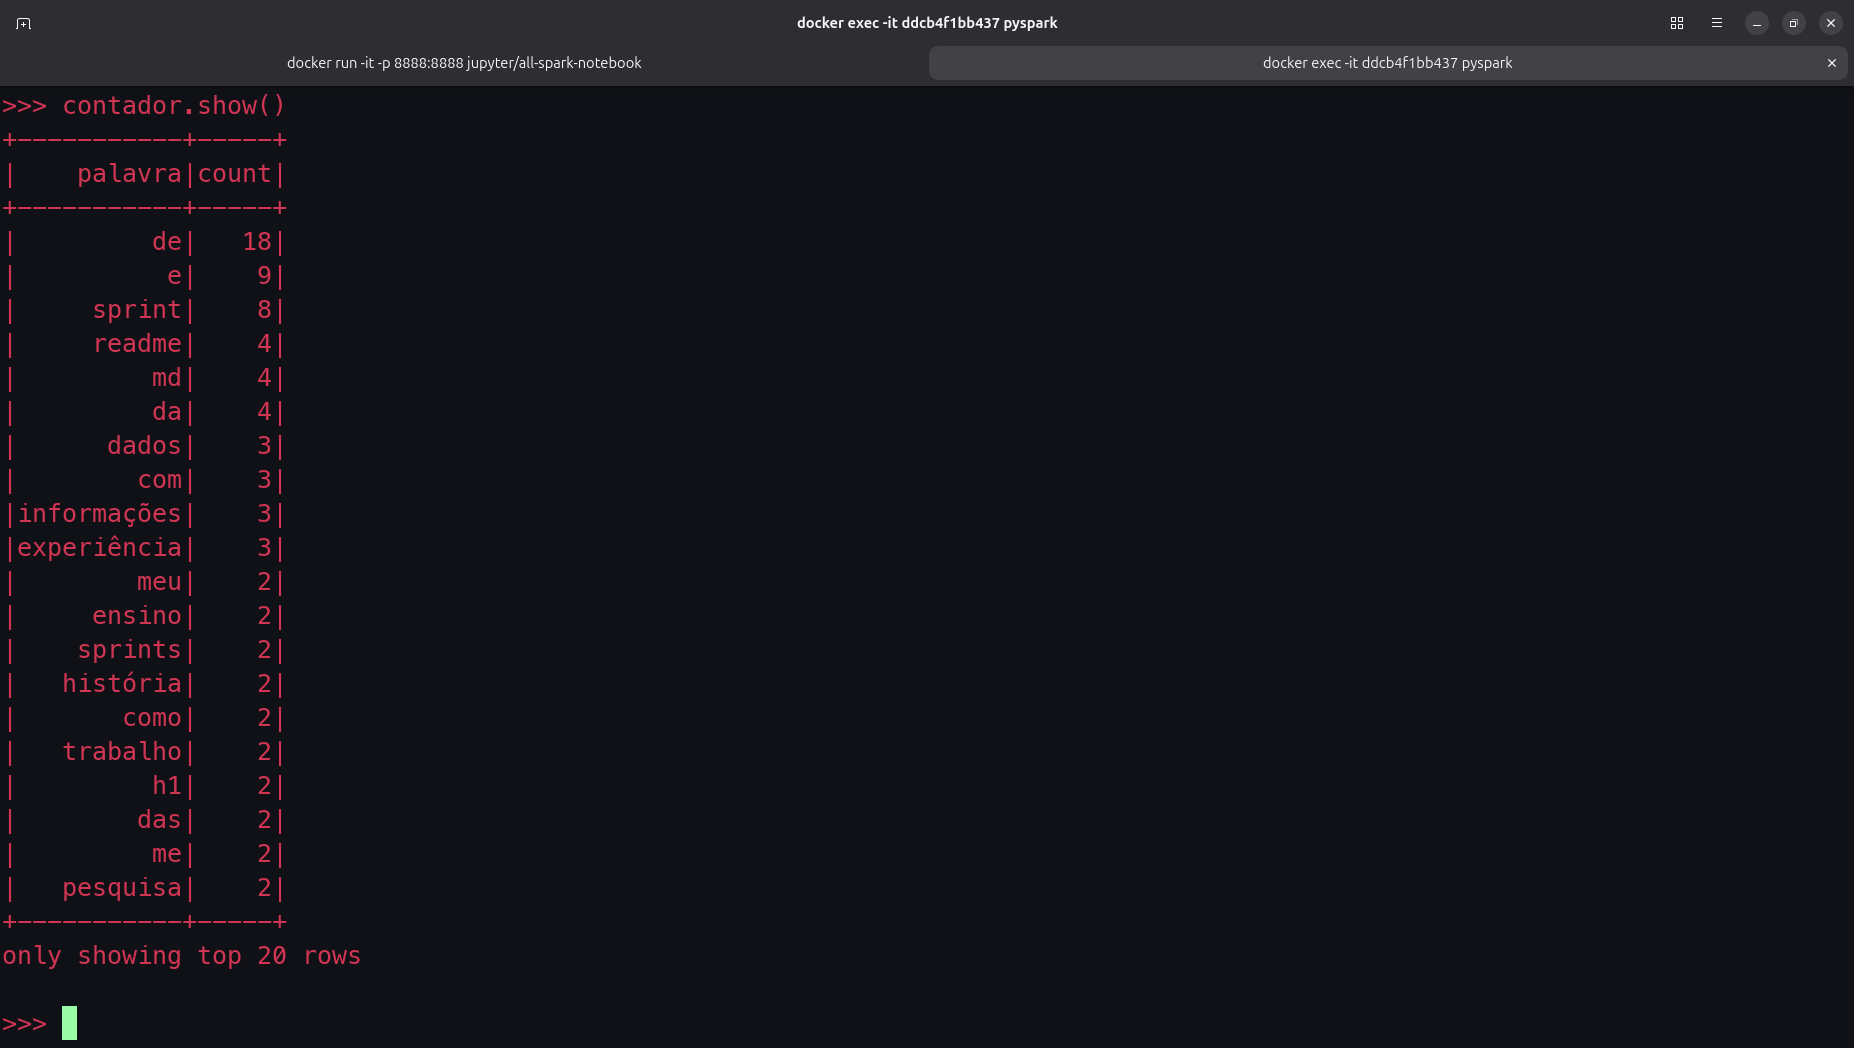 docker exec -it ddcb4f1bb437 pyspark
docker run -it -p 8888:8888 jupyter/all-spark-notebook
docker exec -it ddcb4f1bb437 pyspark
>>> contador.show()
+-----------+-----+
|    palavra|count|
+-----------+-----+
|         de|   18|
|          e|    9|
|     sprint|    8|
|     readme|    4|
|         md|    4|
|         da|    4|
|      dados|    3|
|        com|    3|
|informações|    3|
|experiência|    3|
|        meu|    2|
|     ensino|    2|
|    sprints|    2|
|   história|    2|
|       como|    2|
|   trabalho|    2|
|         h1|    2|
|        das|    2|
|         me|    2|
|   pesquisa|    2|
+-----------+-----+
only showing top 20 rows
>>>